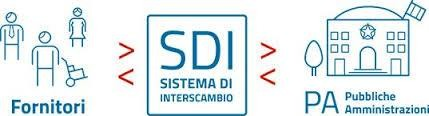 Fornitori
>
<
SDI
SISTEMA DI
INTERSCAMBIO
>
<
PA Pubbliche
Amministrazioni